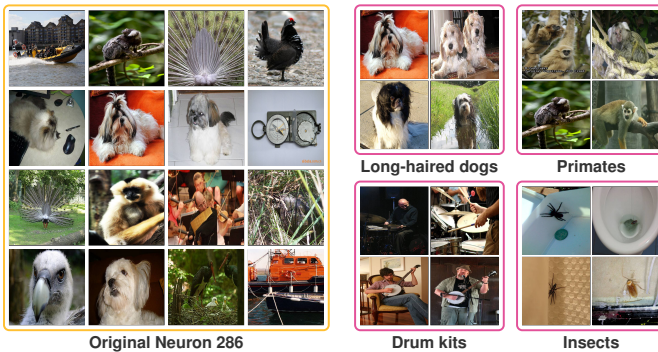 Long-haired dogs
Primates
Original Neuron 286
Drum kits
Insects